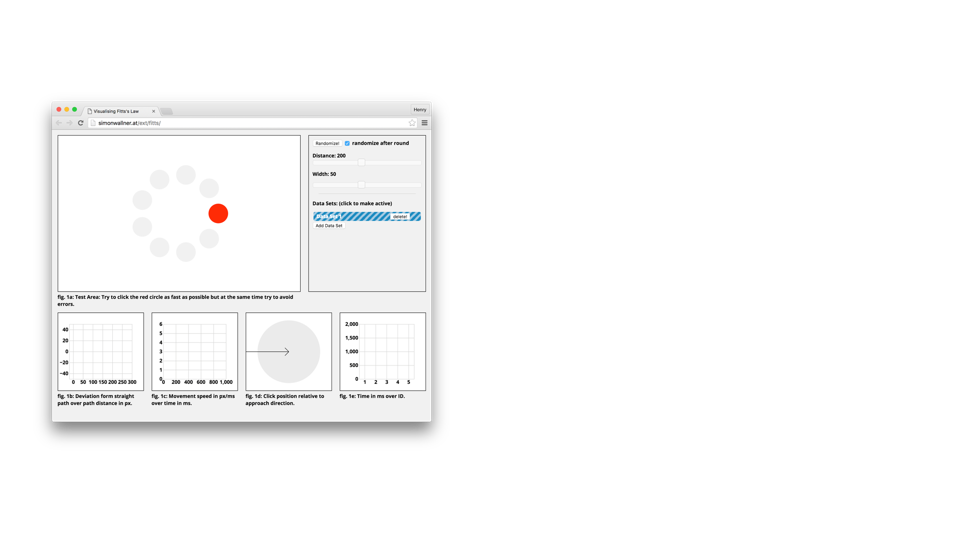 Visualising Fitts's Law
Henry
simonwallner.at/ext/fitts/
Randomize!
randomize after round
Distance: 200
Width: 50
Data Sets: (click to make active)
delete!
Add Data Set
fig. 1a: Test Area: Try to click the red circle as fast as possible but at the same time try to avoid
errors.
40
20
0
−20
−40
0 50 100 150 200 250 300
fig. 1b: Deviation form straight
path over path distance in px.
6
5
4
3
2
1
0
0 200 400 600 800 1,000
fig. 1c: Movement speed in px/ms
over time in ms.
fig. 1d: Click position relative to
approach direction.
2,000
1,500
1,000
500
0
1 2 3 4 5
fig. 1e: Time in ms over ID.